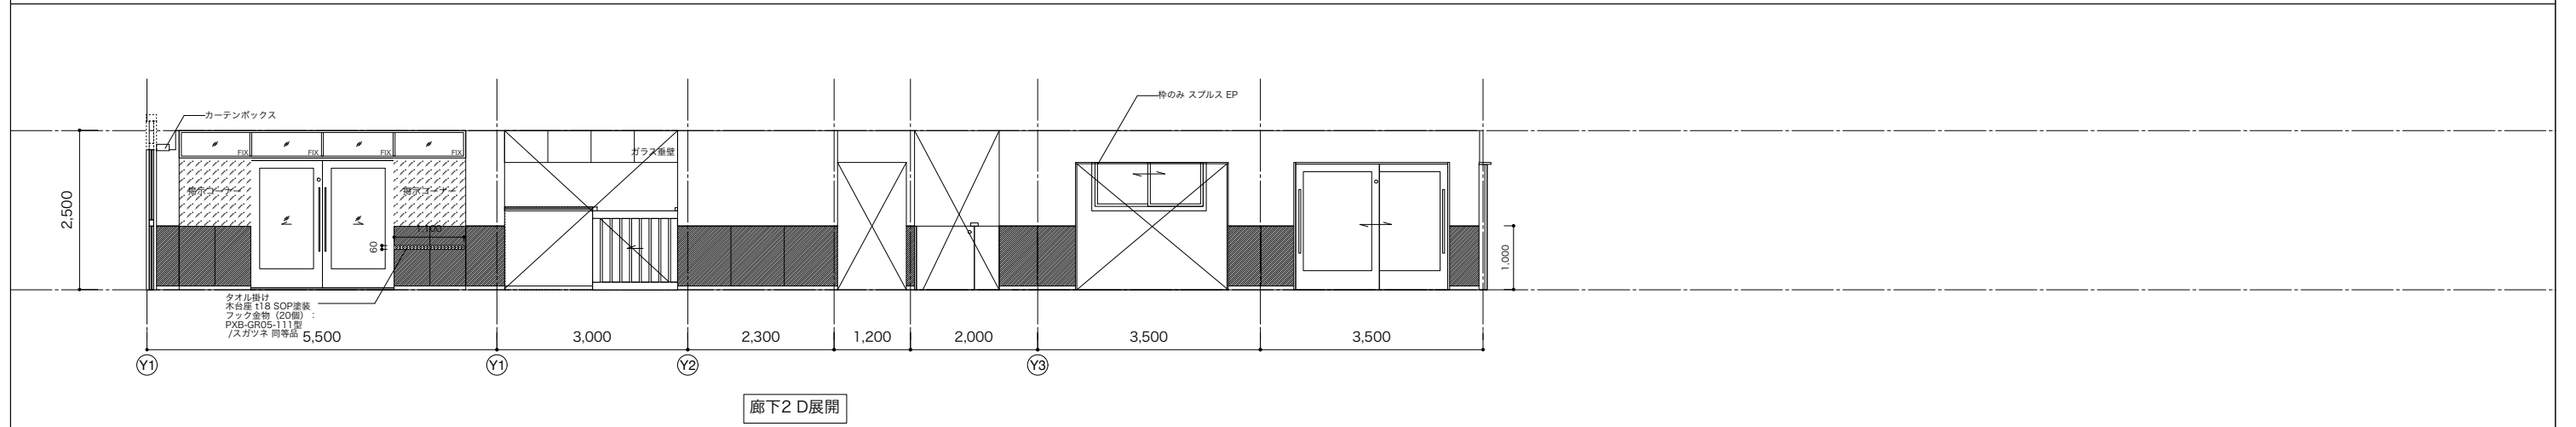 枠のみ スプルス EP
カーテンボックス
ガラス垂壁
FIX
FIX
FIX
FIX
掲示コーナー
掲示コーナー
2,500
1,100
60
1,000
タオル掛け
木台座 t18 SOP塗装
フック金物（20個）：
PXB-GR05-111型
/スガツネ 同等品
5,500
3,000
2,300
1,200
2,000
3,500
3,500
Y1
Y1
Y2
Y3
廊下2 D展開